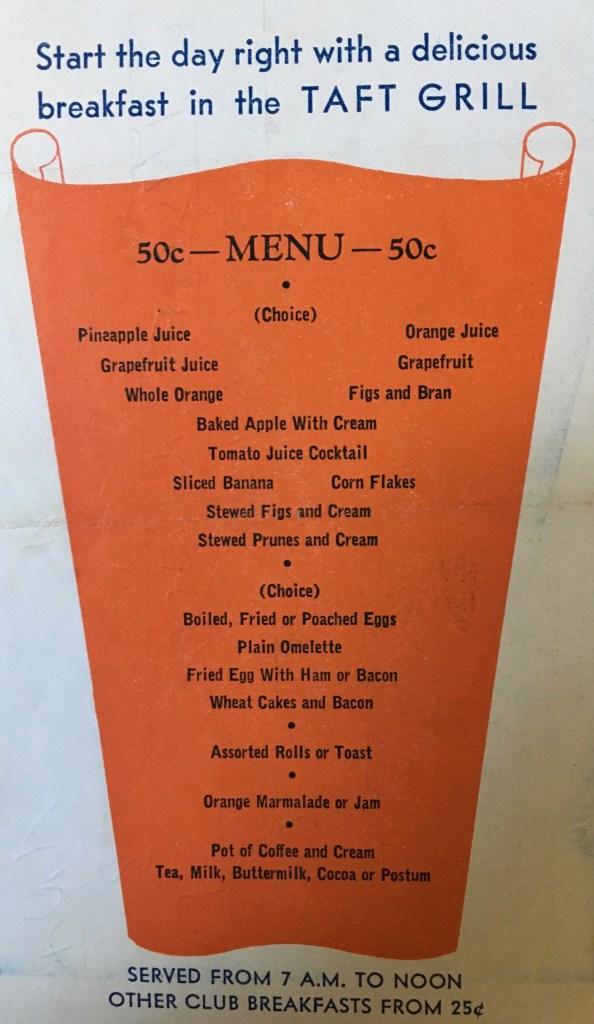 Start the day right with a delicious
breakfast in the TAFT GRILL
50c — MENU — 50c
•
(Choice)
Pineapple Juice Orange Juice
Grapefruit Juice Grapefruit
Whole Orange Figs and Bran
Baked Apple With Cream
Tomato Juice Cocktail
Sliced Banana Corn Flakes
Stewed Figs and Cream
Stewed Prunes and Cream
•
(Choice)
Boiled, Fried or Poached Eggs
Plain Omelette
Fried Egg With Ham or Bacon
Wheat Cakes and Bacon
•
Assorted Rolls or Toast
•
Orange Marmalade or Jam
•
Pot of Coffee and Cream
Tea, Milk, Buttermilk, Cocoa or Postum
SERVED FROM 7 A.M. TO NOON
OTHER CLUB BREAKFASTS FROM 25¢